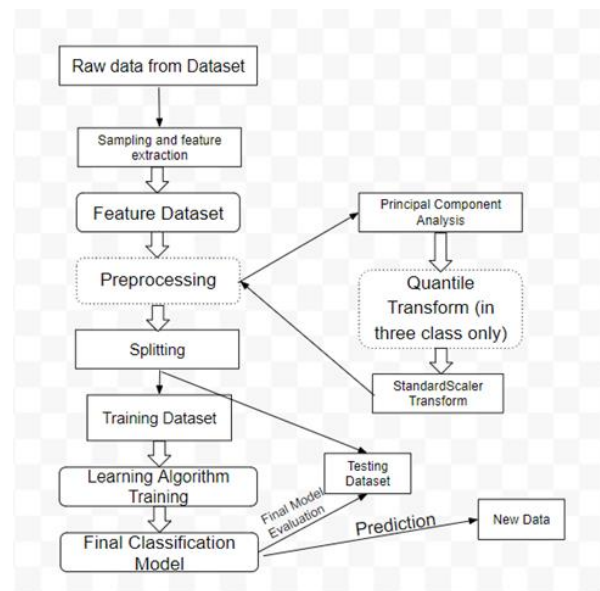 Raw data from Dataset
Sampling and feature
extraction
Feature Dataset
Preprocessing
Splitting
Training Dataset
Learning Algorithm
Training
Final Classification
Model
Principal Component
Analysis
Quantile
Transform (in
three class only)
StandardScaler
Transform
Testing
Dataset
Final Model
Evaluation
Prediction
New Data